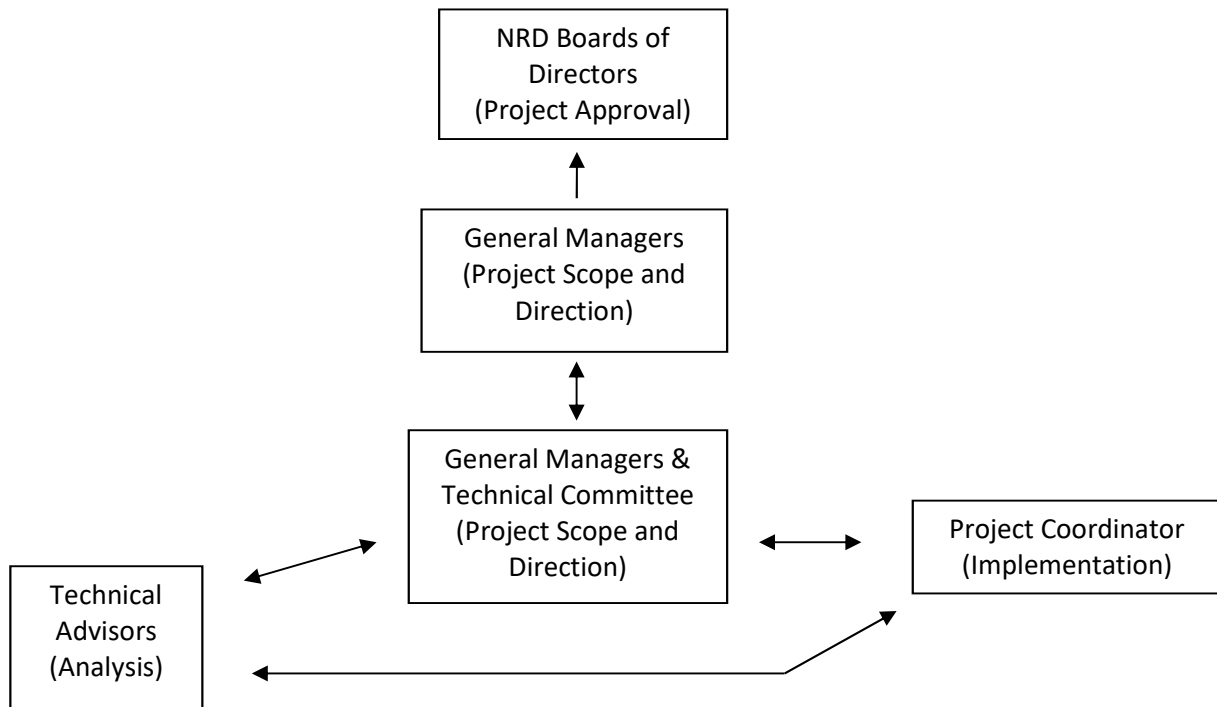 NRD Boards of
Directors
(Project Approval)
General Managers
(Project Scope and
Direction)
General Managers &
Technical Committee
(Project Scope and
Direction)
Project Coordinator
(Implementation)
Technical
Advisors
(Analysis)